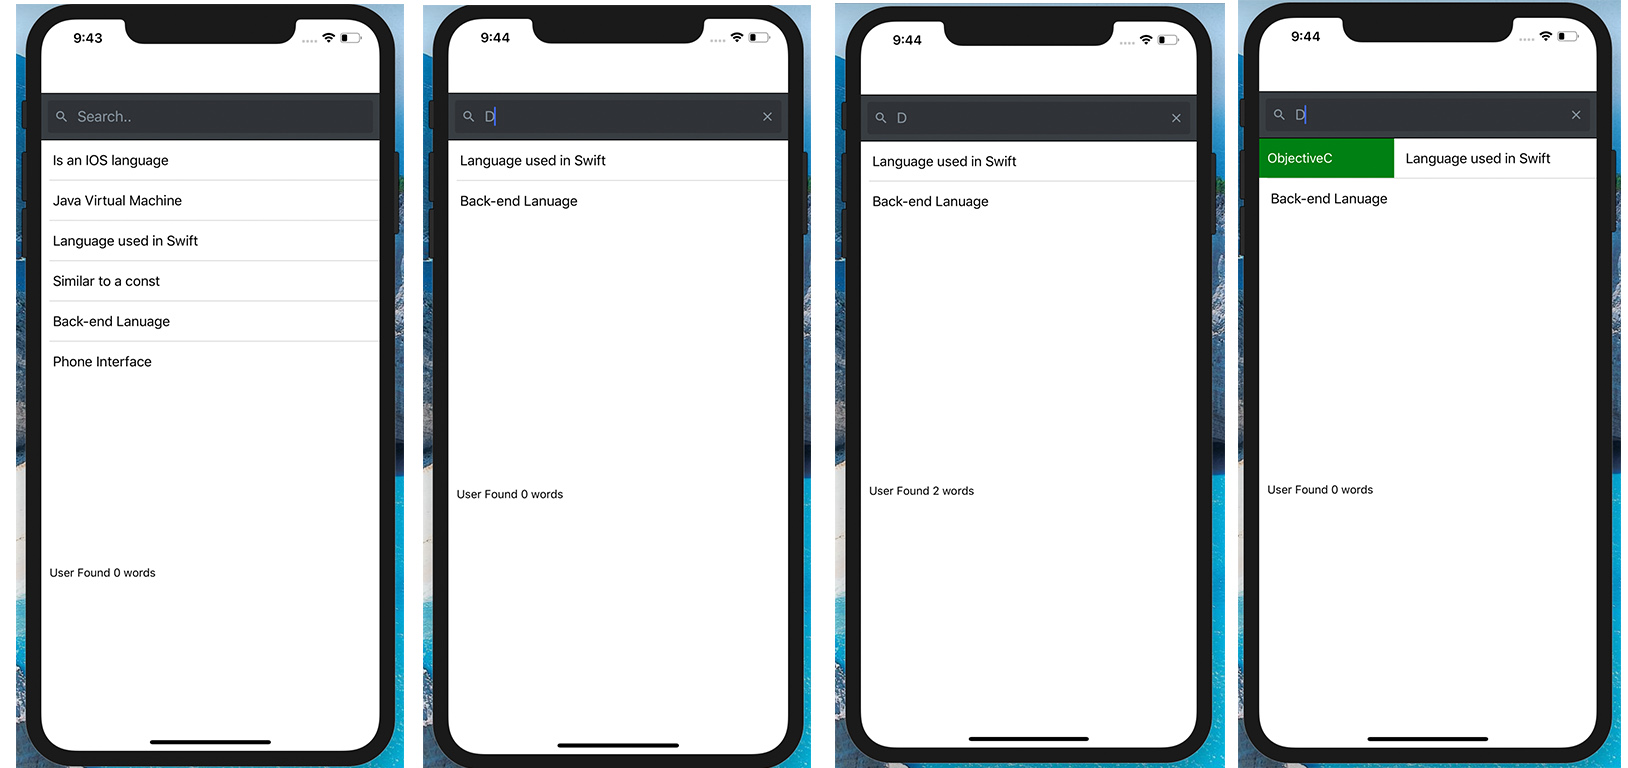 9:43
Search..
Is an IOS language
Java Virtual Machine
Language used in Swift
Similar to a const
Back-end Lanuage
Phone Interface
User Found 0 words
9:44
D
Language used in Swift
Back-end Lanuage
User Found 0 words
9:44
D
Language used in Swift
Back-end Lanuage
User Found 2 words
9:44
D
ObjectiveC Language used in Swift
Back-end Lanuage
User Found 0 words